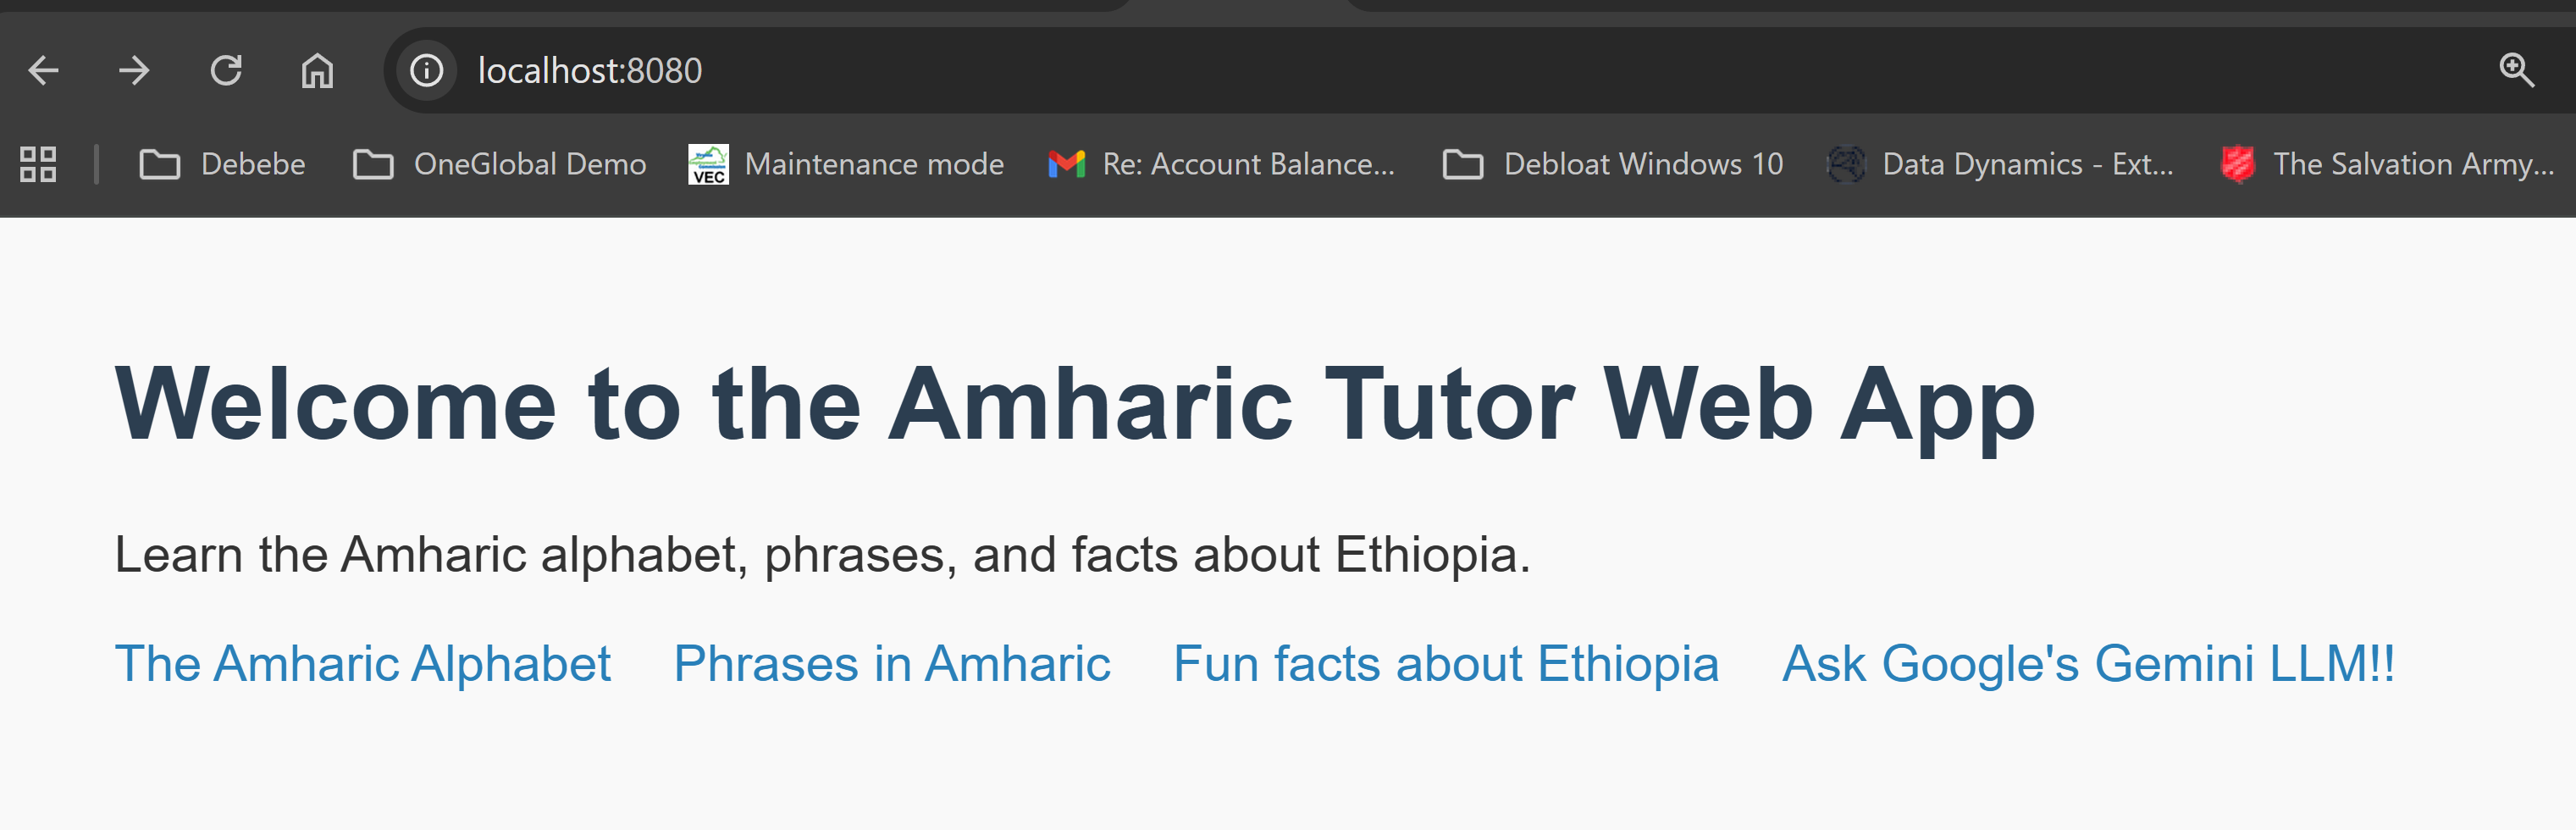 localhost:8080
Debebe OneGlobal Demo VEC Maintenance mode Re: Account Balance... Debloat Windows 10 Data Dynamics - Ext... The Salvation Army...
Welcome to the Amharic Tutor Web App
Learn the Amharic alphabet, phrases, and facts about Ethiopia.
The Amharic Alphabet Phrases in Amharic Fun facts about Ethiopia Ask Google's Gemini LLM!!